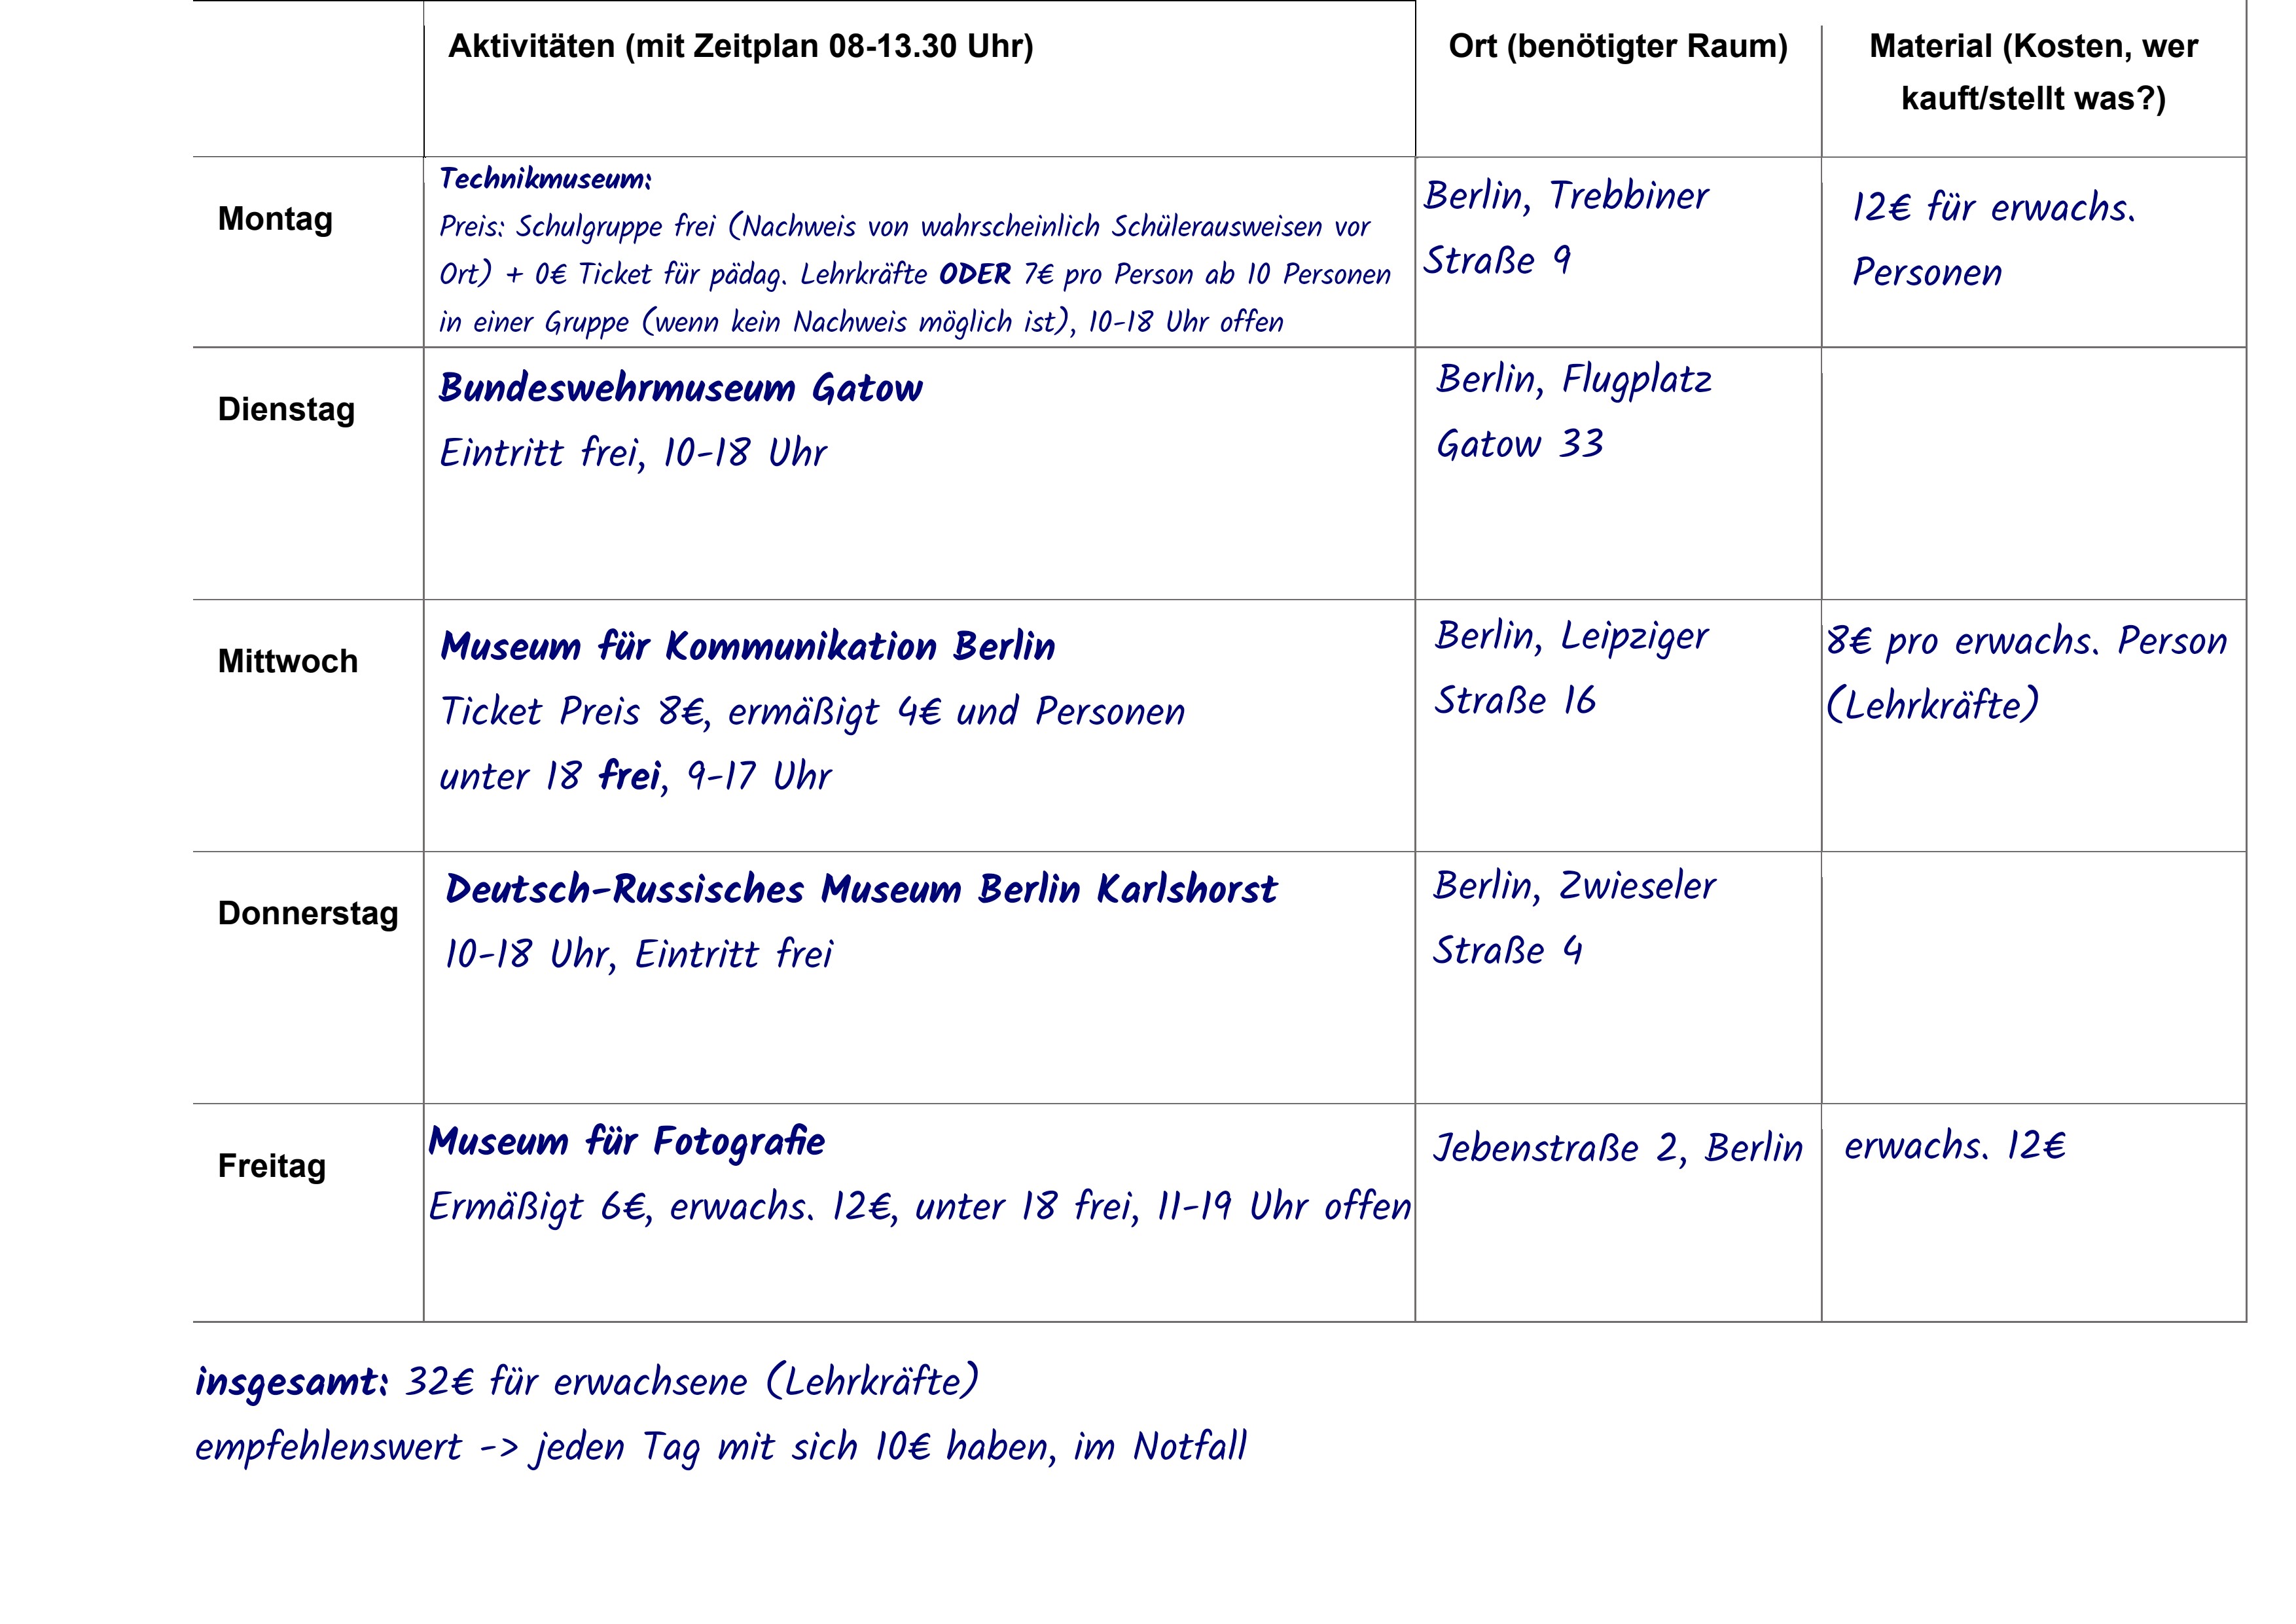 Aktivitäten (mit Zeitplan 08-13.30 Uhr)
Ort (benötigter Raum)
Material (Kosten, wer
kauft/stellt was?)
Montag
Technikmuseum:
Preis: Schulgruppe frei (Nachweis von wahrscheinlich Schülerausweisen vor
Ort) + 0€ Ticket für pädag. Lehrkräfte ODER 7€ pro Person ab 10 Personen
in einer Gruppe (wenn kein Nachweis möglich ist), 10-18 Uhr offen
Berlin, Trebbiner
Straße 9
12€ für erwachs.
Personen
Dienstag
Bundeswehrmuseum Gatow
Eintritt frei, 10-18 Uhr
Berlin, Flugplatz
Gatow 33
Mittwoch
Museum für Kommunikation Berlin
Ticket Preis 8€, ermäßigt 4€ und Personen
unter 18 frei, 9-17 Uhr
Berlin, Leipziger
Straße 16
8€ pro erwachs. Person
(Lehrkräfte)
Donnerstag
Deutsch-Russisches Museum Berlin Karlshorst
10-18 Uhr, Eintritt frei
Berlin, Zwieseler
Straße 4
Freitag
Museum für Fotografie
Ermäßigt 6€, erwachs. 12€, unter 18 frei, 11-19 Uhr offen
Jebenstraße 2, Berlin
erwachs. 12€
insgesamt: 32€ für erwachsene (Lehrkräfte)
empfehlenswert -> jeden Tag mit sich 10€ haben, im Notfall